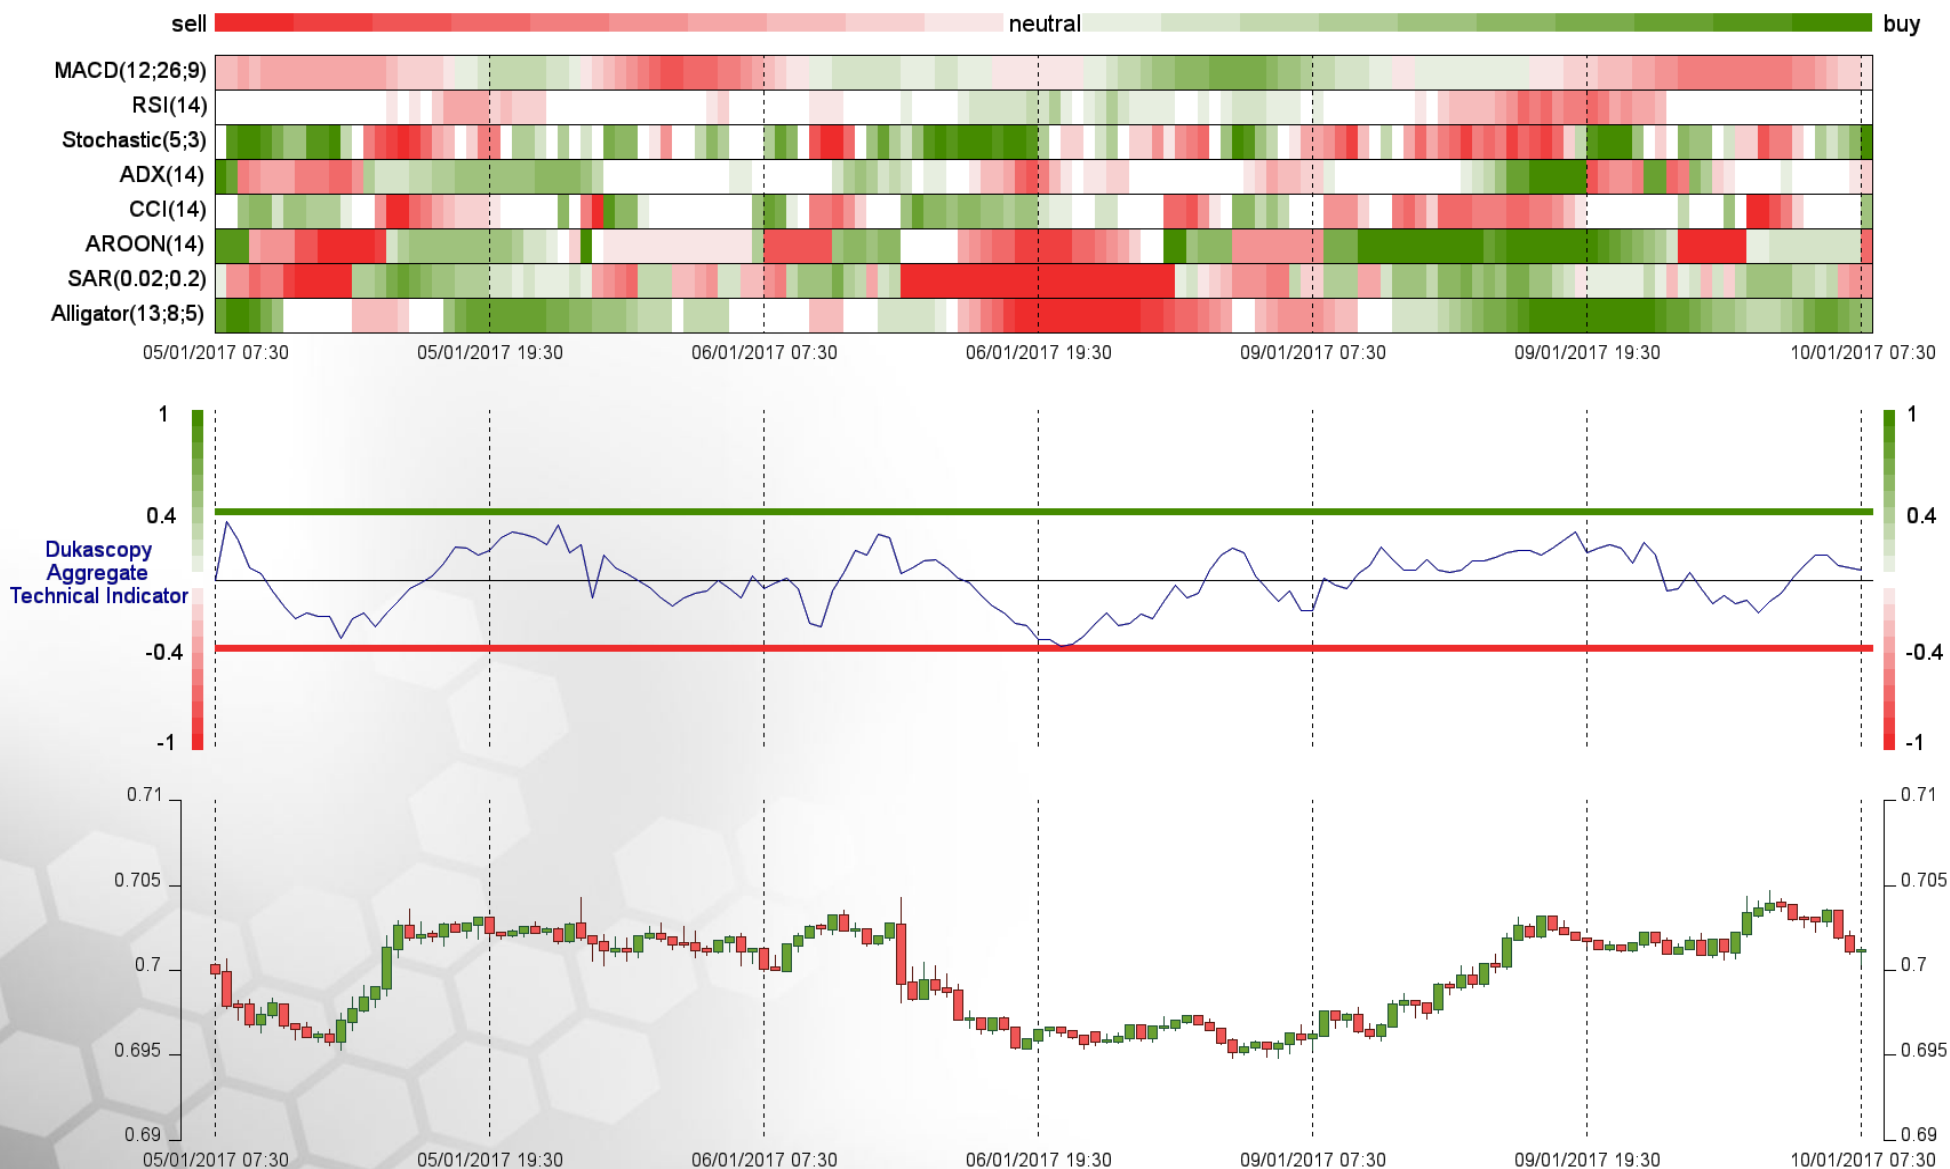 sell neutral buy
MACD(12;26;9)
RSI(14)
Stochastic(5;3)
ADX(14)
CCI(14)
AROON(14)
SAR(0.02;0.2)
Alligator(13;8;5)
05/01/2017 07:30 05/01/2017 19:30 06/01/2017 07:30 06/01/2017 19:30 09/01/2017 07:30 09/01/2017 19:30 10/01/2017 07:30
1 1
0.4 0.4
Dukascopy
Aggregate
Technical Indicator
-0.4 -0.4
-1 -1
0.71 0.71
0.705 0.705
0.7 0.7
0.695 0.695
0.69 0.69
05/01/2017 07:30 05/01/2017 19:30 06/01/2017 07:30 06/01/2017 19:30 09/01/2017 07:30 09/01/2017 19:30 10/01/2017 07:30